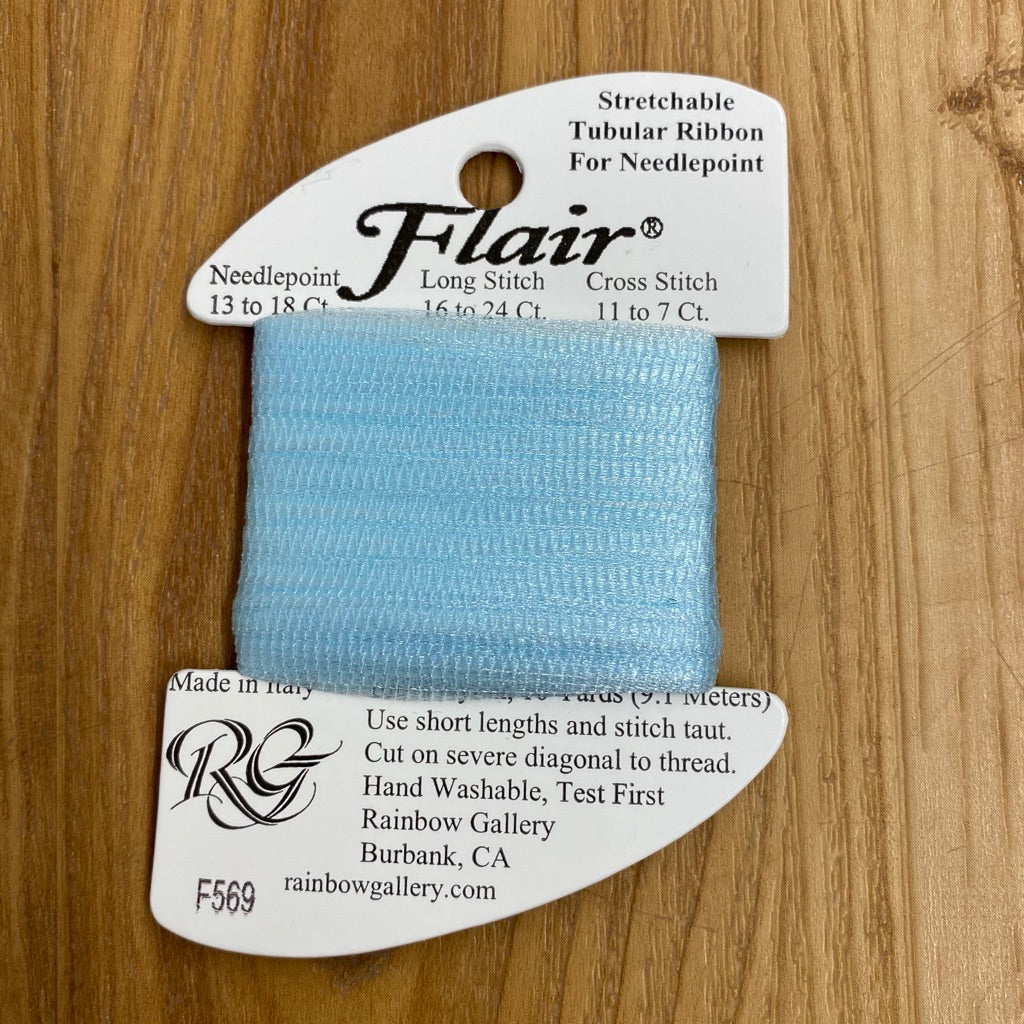 Stretchable
Tubular Ribbon
For Needlepoint
Flair®
Needlepoint Long Stitch Cross Stitch
13 to 18 Ct. 16 to 24 Ct. 11 to 7 Ct.
Made in Italy Yards (9.1 Meters)
Use short lengths and stitch taut.
Cut on severe diagonal to thread.
RG
Hand Washable, Test First
Rainbow Gallery
Burbank, CA
rainbowgallery.com
F569